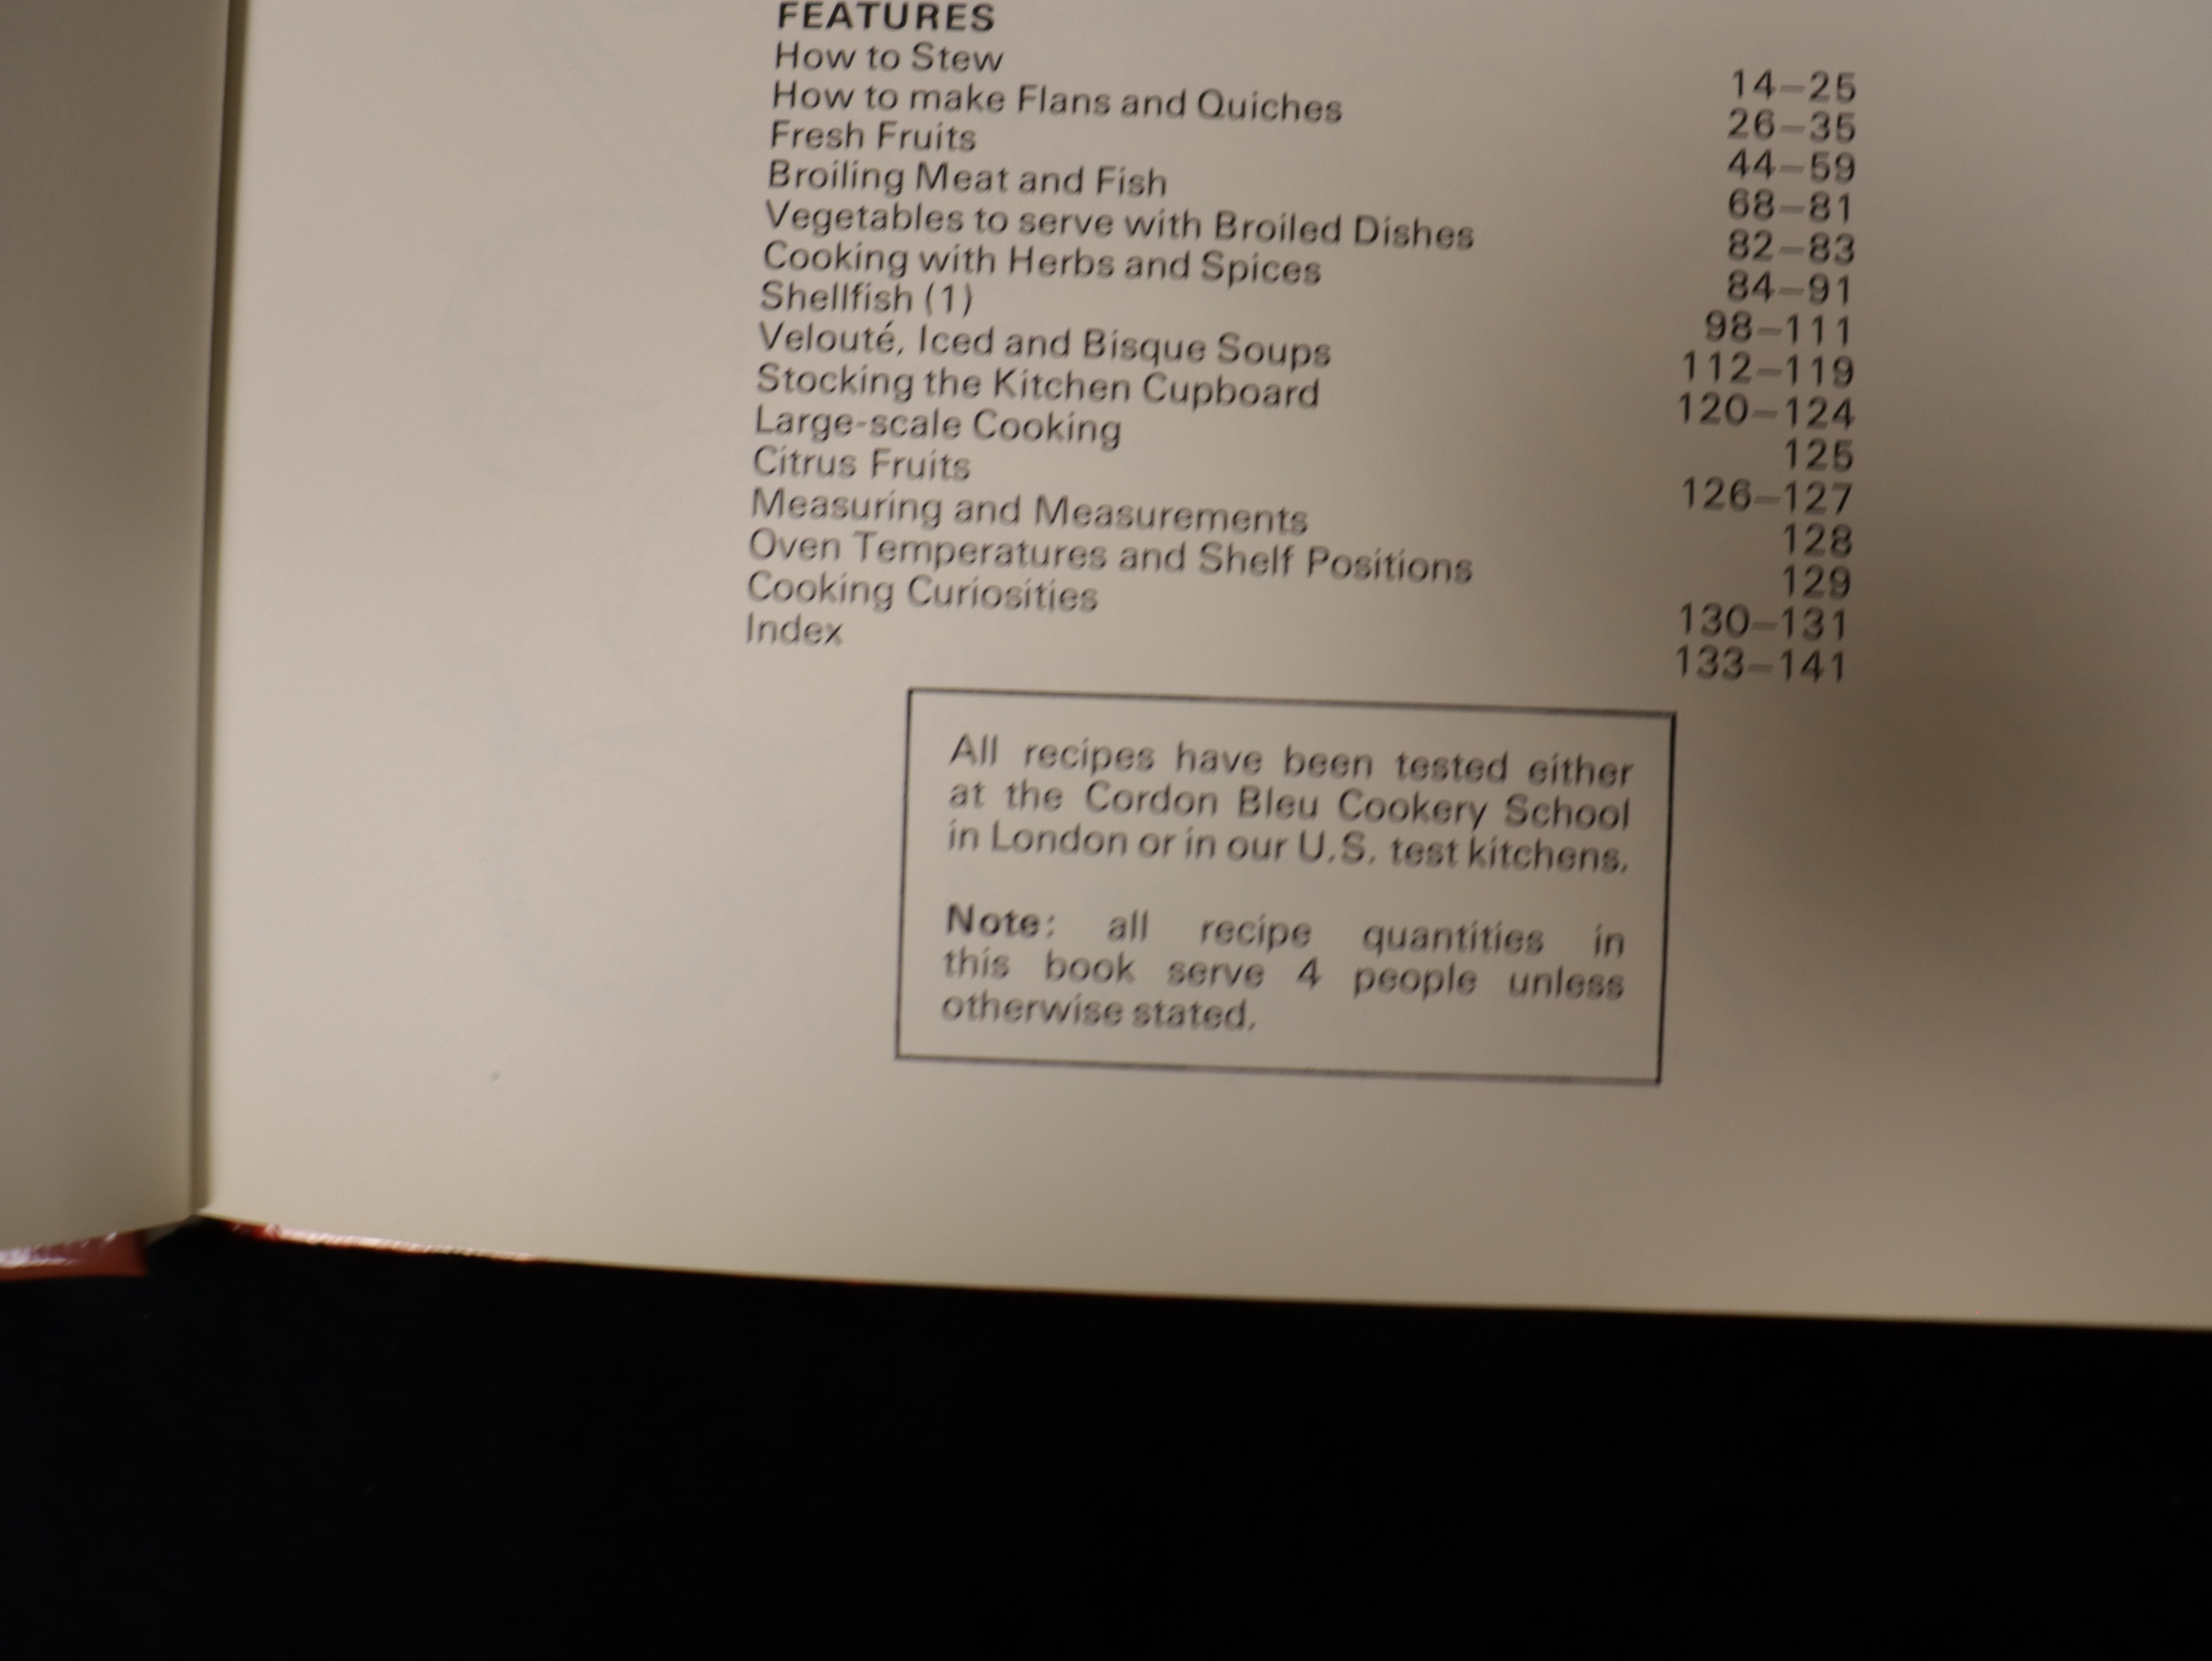 FEATURES
How to Stew 14–25
How to make Flans and Quiches 26–35
Fresh Fruits 44–59
Broiling Meat and Fish 68–81
Vegetables to serve with Broiled Dishes 82–83
Cooking with Herbs and Spices 84–91
Shellfish (1) 98–111
Velouté, Iced and Bisque Soups 112–119
Stocking the Kitchen Cupboard 120–124
Large-scale Cooking 125
Citrus Fruits 126–127
Measuring and Measurements 128
Oven Temperatures and Shelf Positions 129
Cooking Curiosities 130–131
Index 133–141
All recipes have been tested either
at the Cordon Bleu Cookery School
in London or in our U.S. test kitchens.
Note: all recipe quantities in
this book serve 4 people unless
otherwise stated.